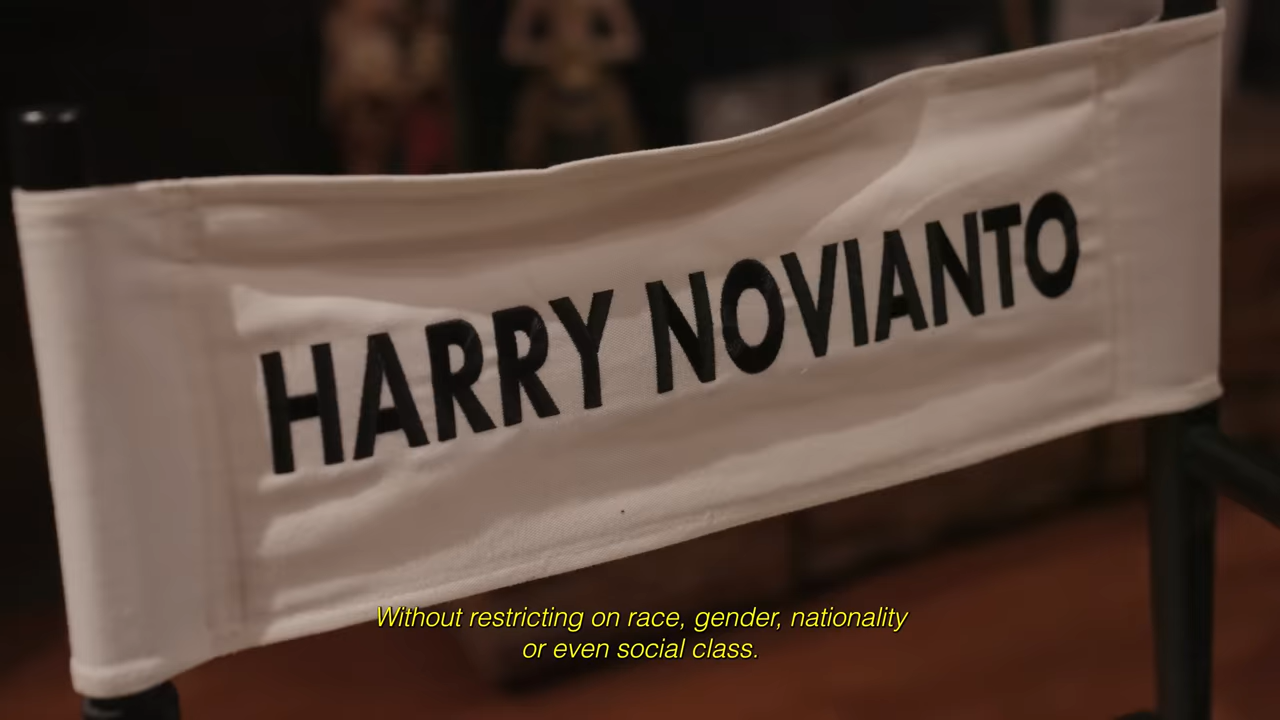 HARRY NOVIANTO
Without restricting on race, gender, nationality
or even social class.